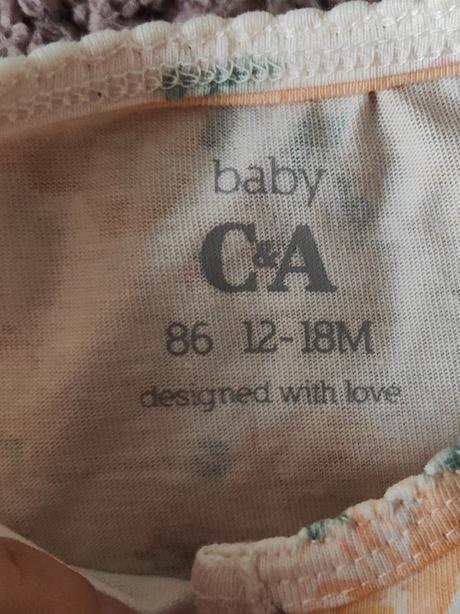 baby
C&A
86 12-18M
designed with love